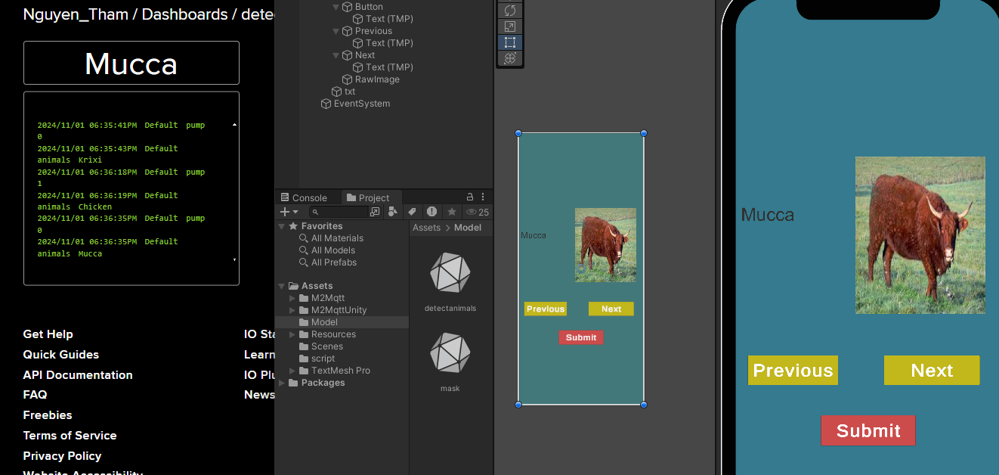 Nguyen_Tham / Dashboards / dete
Mucca
2024/11/01 06:35:41PM Default pump
0
2024/11/01 06:35:43PM Default
animals Krixi
2024/11/01 06:36:18PM Default pump
1
2024/11/01 06:36:19PM Default
animals Chicken
2024/11/01 06:36:35PM Default pump
0
2024/11/01 06:36:35PM Default
animals Mucca
Get Help
Quick Guides
API Documentation
FAQ
Freebies
Terms of Service
Privacy Policy
Website Accessibility
IO Sta
Learn
IO Plu
News
Button
Text (TMP)
Previous
Text (TMP)
Next
Text (TMP)
RawImage
txt
EventSystem
Console
Project
25
Favorites
All Materials
All Models
All Prefabs
Assets
M2Mqtt
M2MqttUnity
Model
Resources
Scenes
script
TextMesh Pro
Packages
Assets > Model
detectanimals
mask
Mucca
Previous
Next
Submit
Mucca
Previous
Next
Submit